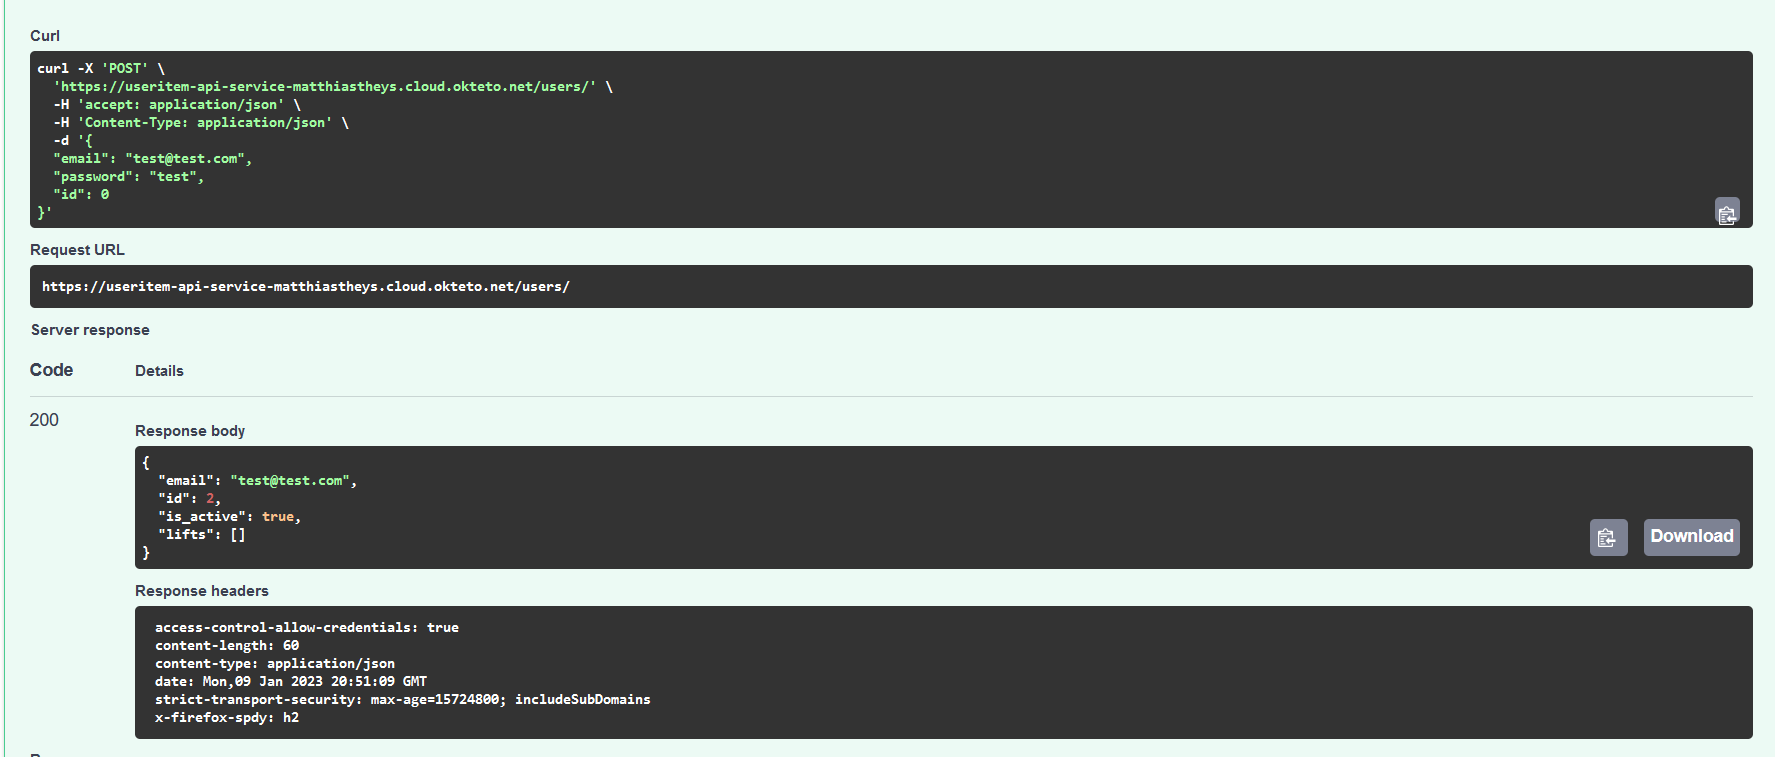 Curl
curl -X 'POST' \
'https://useritem-api-service-matthiastheys.cloud.okteto.net/users/' \
-H 'accept: application/json' \
-H 'Content-Type: application/json' \
-d '{
"email": "test@test.com",
"password": "test",
"id": 0
}'
Request URL
https://useritem-api-service-matthiastheys.cloud.okteto.net/users/
Server response
Code Details
200
Response body
{
"email": "test@test.com",
"id": 2,
"is_active": true,
"lifts": []
}
Download
Response headers
access-control-allow-credentials: true
content-length: 60
content-type: application/json
date: Mon,09 Jan 2023 20:51:09 GMT
strict-transport-security: max-age=15724800; includeSubDomains
x-firefox-spdy: h2